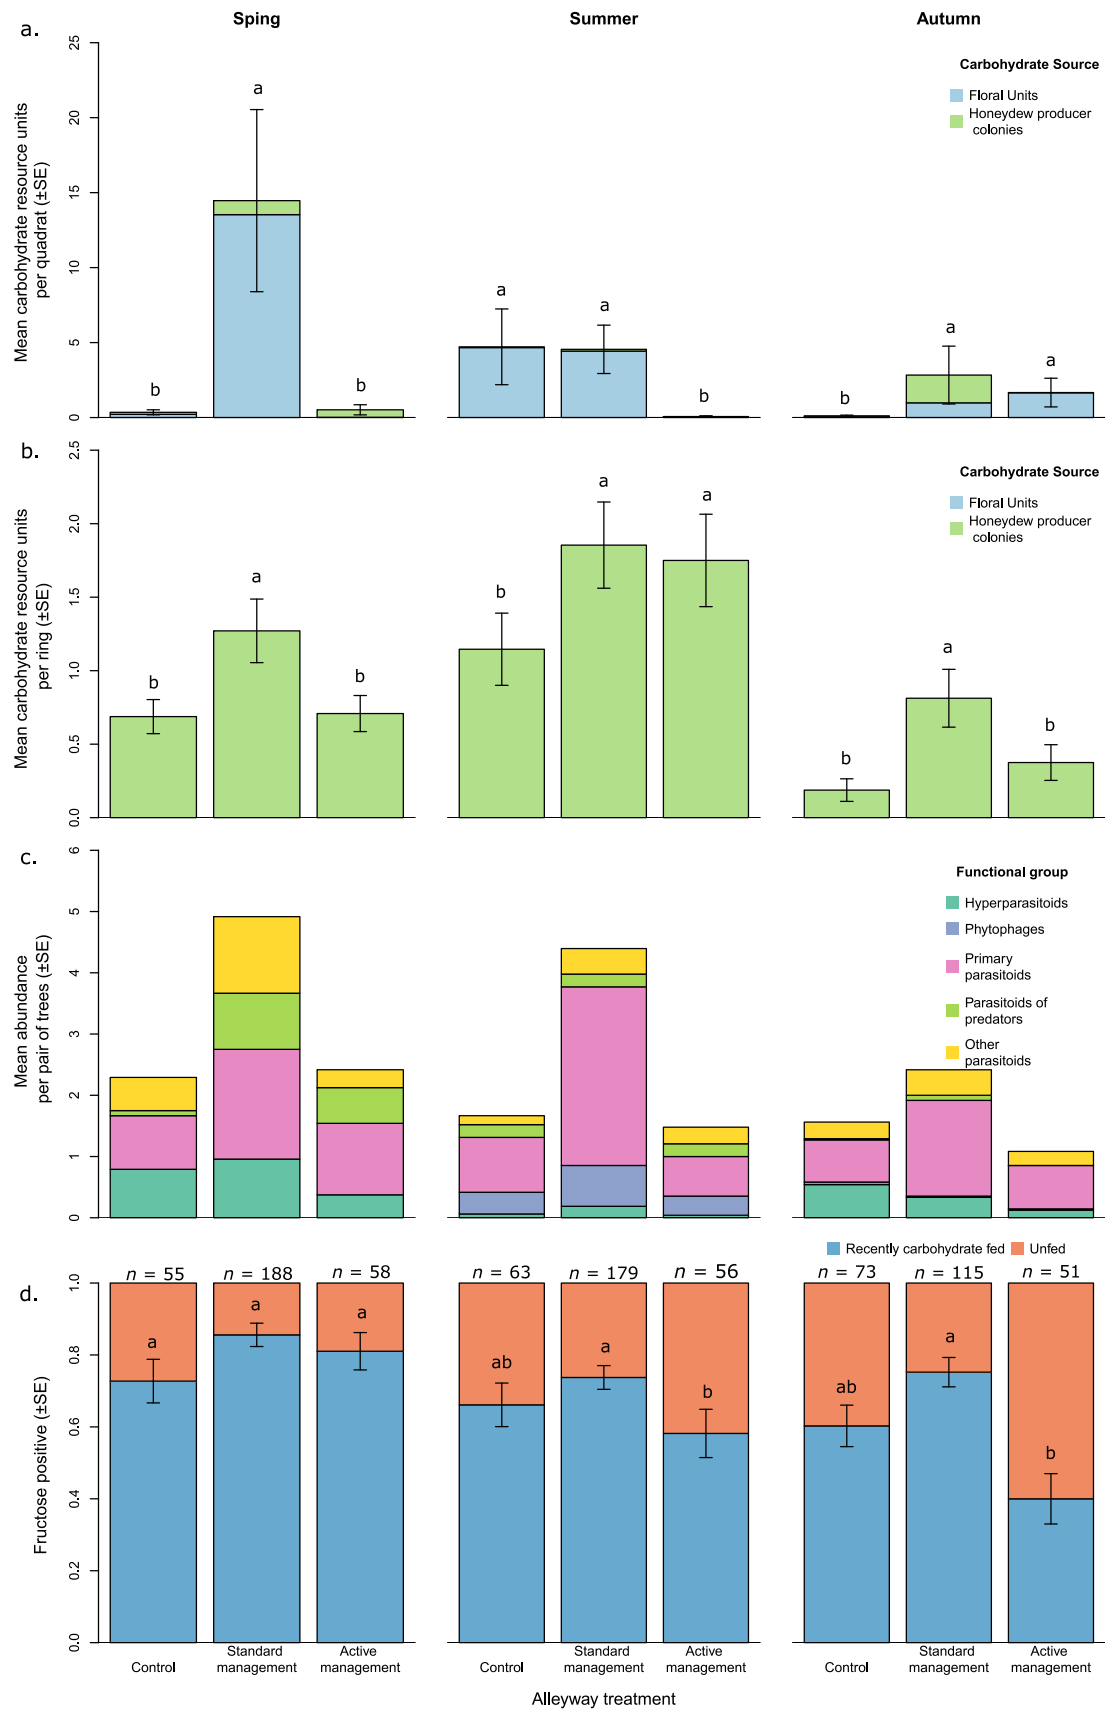 Sping
Summer
Autumn
a.
Mean carbohydrate resource units
per quadrat (±SE)
25
20
15
10
5
0
b
a
b
a
a
b
b
a
a
Carbohydrate Source
Floral Units
Honeydew producer
colonies
b.
Mean carbohydrate resource units
per ring (±SE)
2.5
2.0
1.5
1.0
0.5
0.0
b
a
b
b
a
a
b
a
b
Carbohydrate Source
Floral Units
Honeydew producer
colonies
c.
Mean abundance
per pair of trees (±SE)
6
5
4
3
2
1
0
Functional group
Hyperparasitoids
Phytophages
Primary
parasitoids
Parasitoids of
predators
Other
parasitoids
d.
Fructose positive (±SE)
1.0
0.8
0.6
0.4
0.2
0.0
Recently carbohydrate fed
Unfed
n = 55
n = 188
n = 58
n = 63
n = 179
n = 56
n = 73
n = 115
n = 51
a
a
a
ab
a
b
ab
a
b
Control
Standard
management
Active
management
Control
Standard
management
Active
management
Control
Standard
management
Active
management
Alleyway treatment